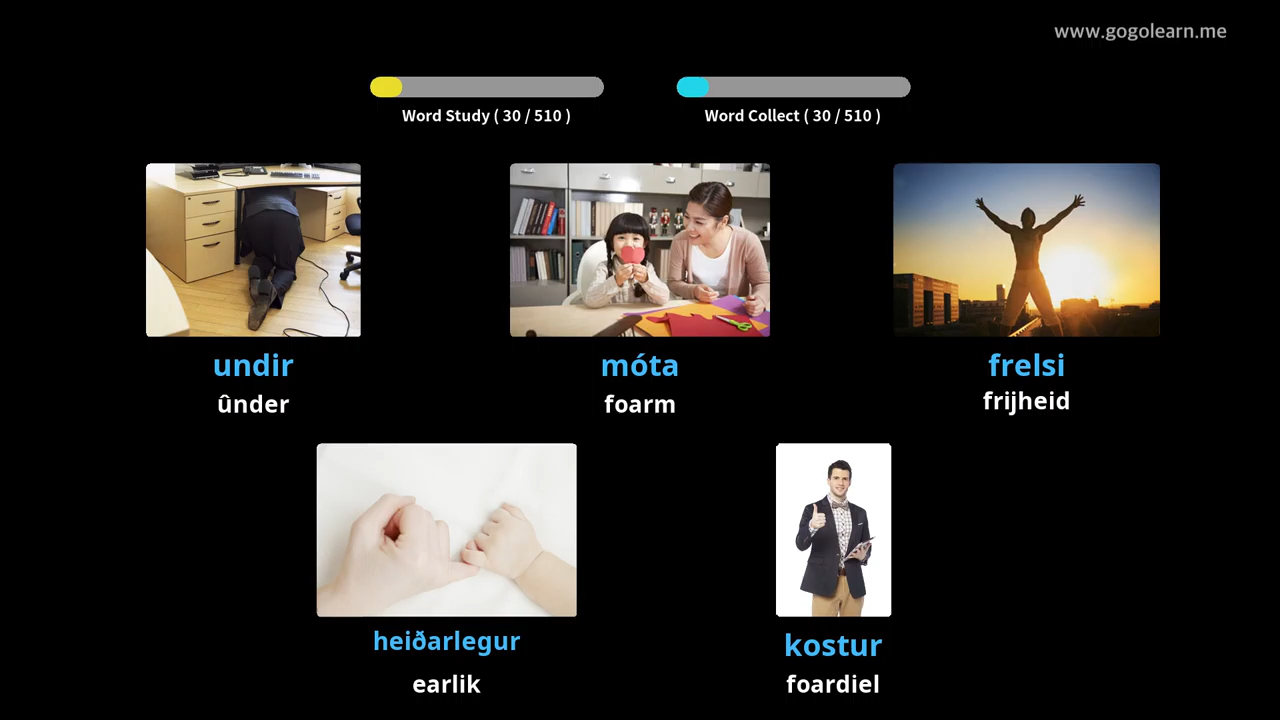 www.gogolearn.me
Word Study ( 30 / 510 )
Word Collect ( 30 / 510 )
undir
móta
frelsi
ûnder
foarm
frijheid
heiðarlegur
kostur
earlik
foardiel